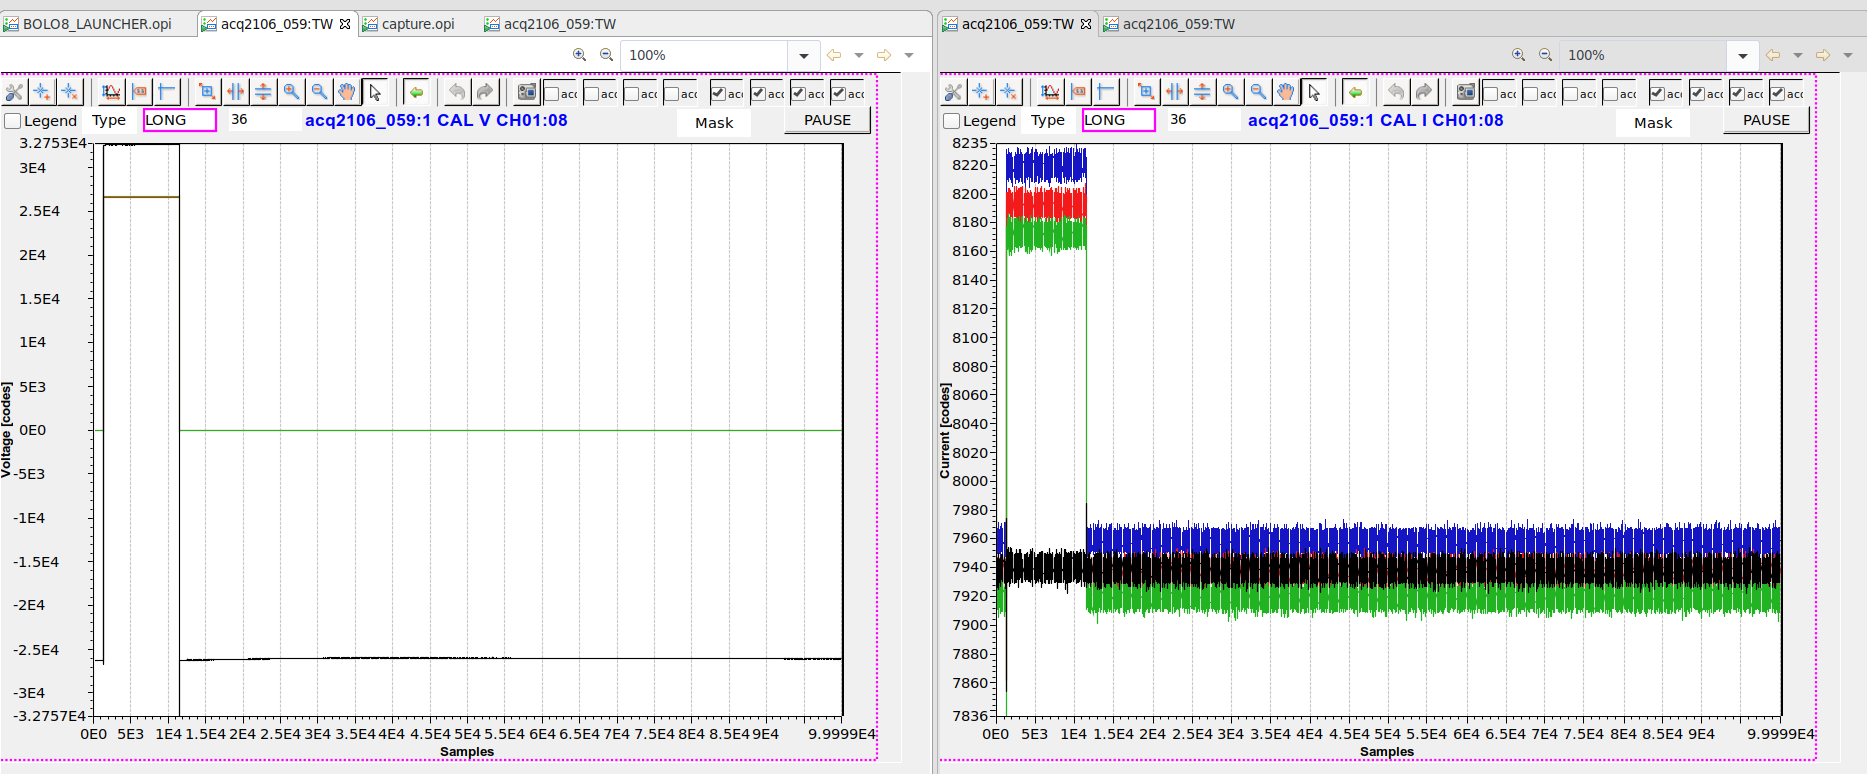 BOLO8_LAUNCHER.opi acq2106_059:TW capture.opi acq2106_059:TW
100%
acc acc acc acc acc acc acc acc
Legend Type LONG 36 acq2106_059:1 CAL V CH01:08 Mask PAUSE
3.2753E4
3E4
2.5E4
2E4
1.5E4
1E4
5E3
0E0
-5E3
-1E4
-1.5E4
-2E4
-2.5E4
-3E4
-3.2757E4
Voltage [codes]
0E0 5E3 1E4 1.5E4 2E4 2.5E4 3E4 3.5E4 4E4 4.5E4 5E4 5.5E4 6E4 6.5E4 7E4 7.5E4 8E4 8.5E4 9E4 9.9999E4
Samples
acq2106_059:TW acq2106_059:TW
100%
acc acc acc acc acc acc acc acc
Legend Type LONG 36 acq2106_059:1 CAL I CH01:08 Mask PAUSE
8235
8220
8200
8180
8160
8140
8120
8100
8080
8060
8040
8020
8000
7980
7960
7940
7920
7900
7880
7860
7836
Current [codes]
0E0 5E3 1E4 1.5E4 2E4 2.5E4 3E4 3.5E4 4E4 4.5E4 5E4 5.5E4 6E4 6.5E4 7E4 7.5E4 8E4 8.5E4 9E4 9.9999E4
Samples